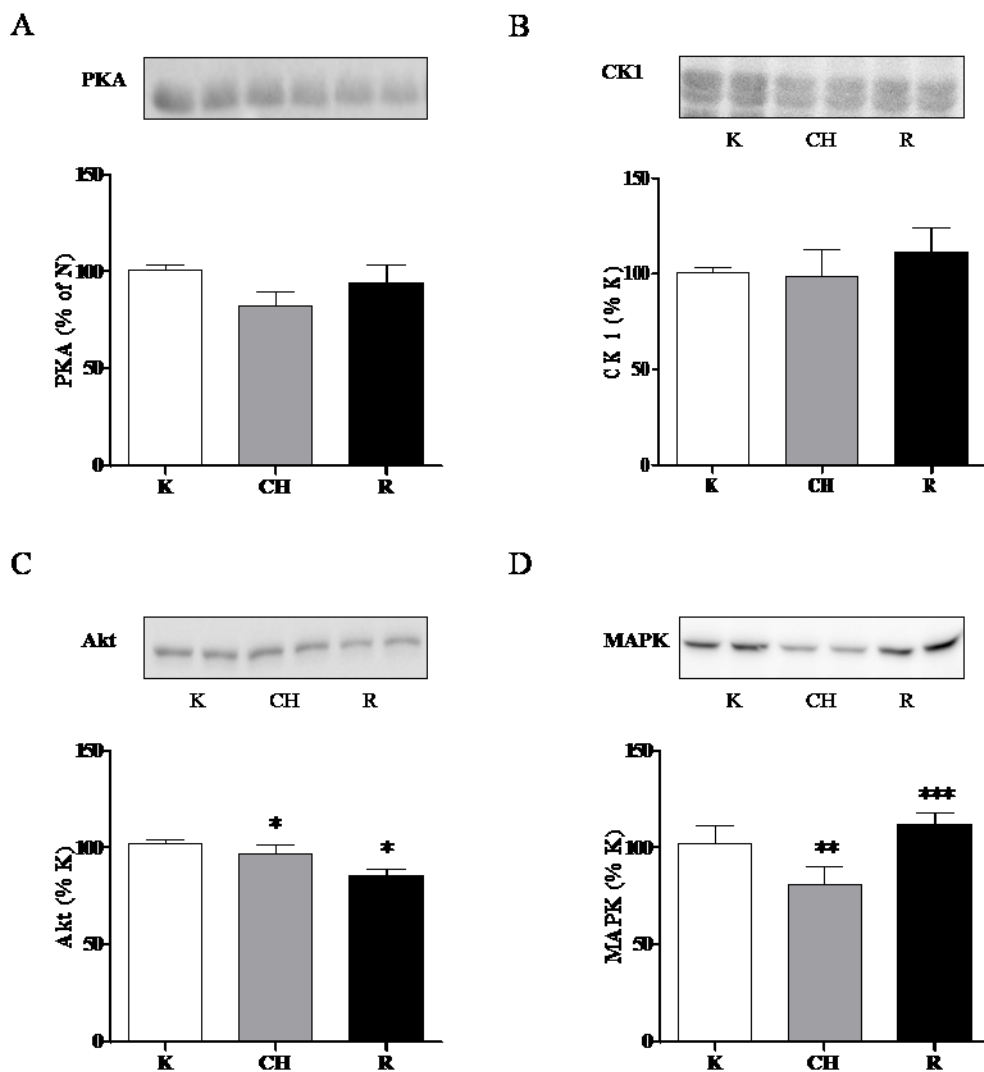 A
PKA
PKA (% of N)
150
100
50
0
K CH R
B
CK1
K CH R
CK 1 (% K)
150
100
50
0
K CH R
C
Akt
K CH R
Akt (% K)
150
100
50
0
* *
K CH R
D
MAPK
K CH R
MAPK (% K)
150
100
50
0
** ***
K CH R